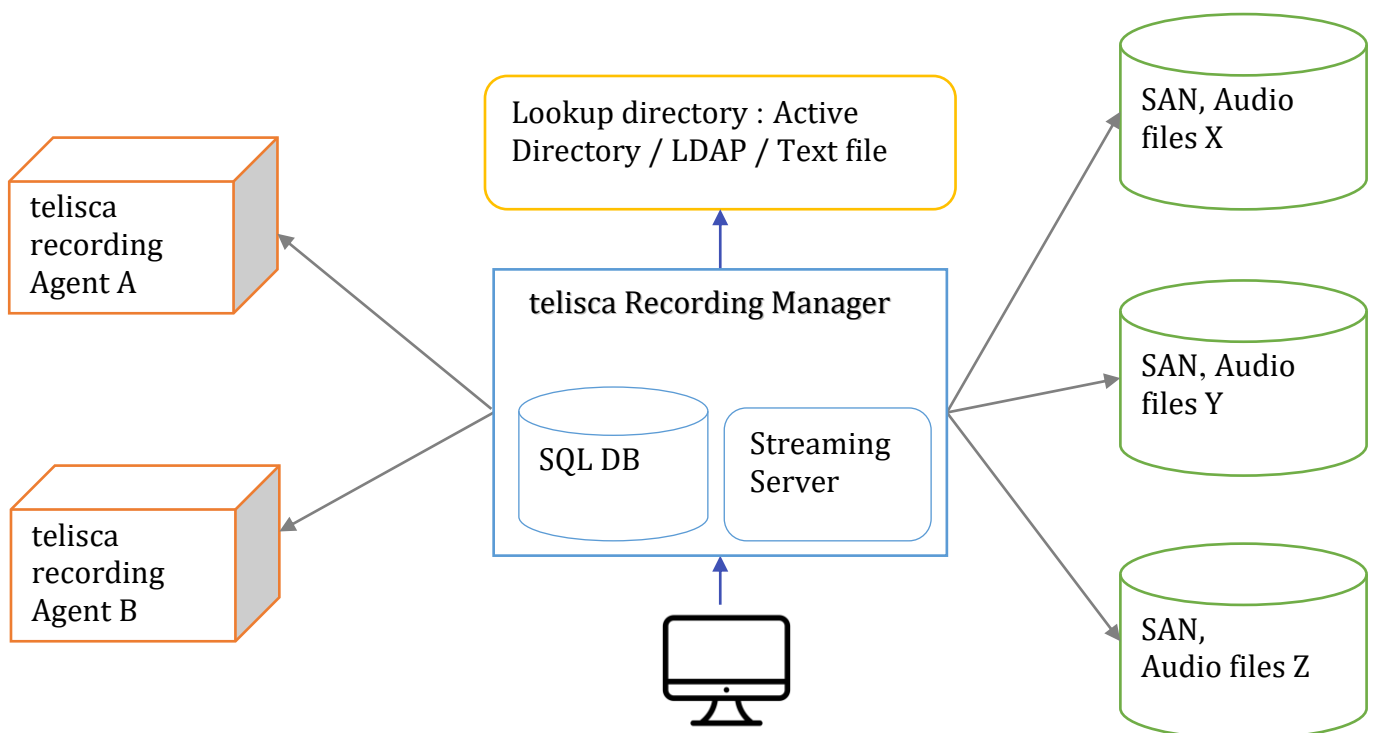 Lookup directory : Active
Directory / LDAP / Text file
SAN, Audio
files X
telisca
recording
Agent A
telisca Recording Manager
SAN, Audio
files Y
SQL DB
Streaming
Server
telisca
recording
Agent B
SAN,
Audio files Z